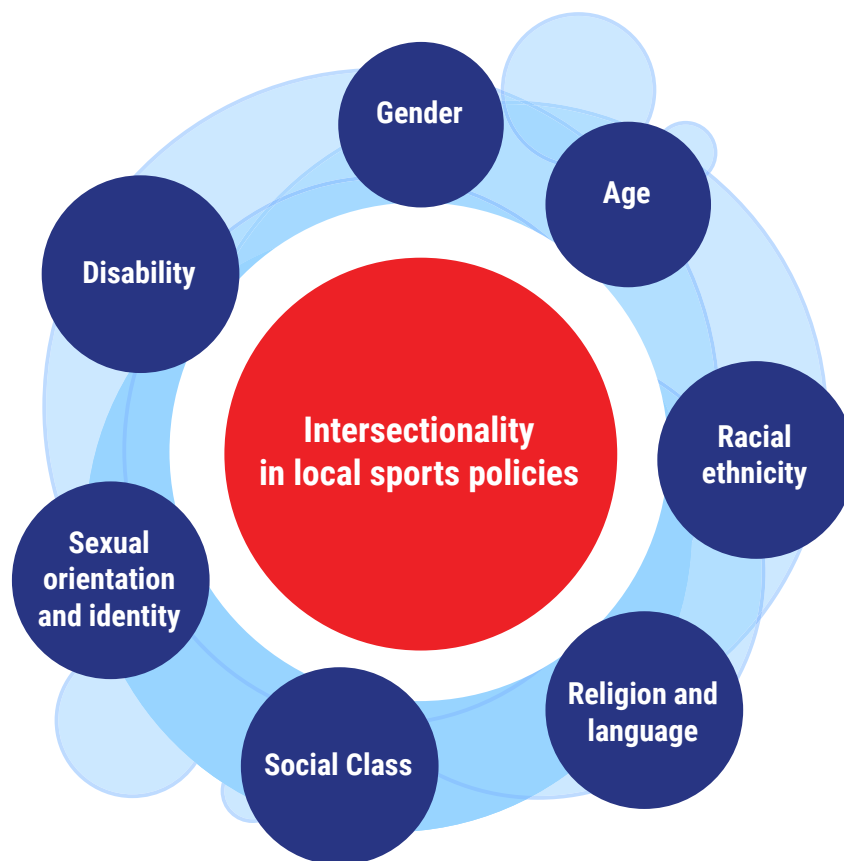 Gender
Age
Disability
Intersectionality
in local sports policies
Racial
ethnicity
Sexual
orientation
and identity
Religion and
language
Social Class